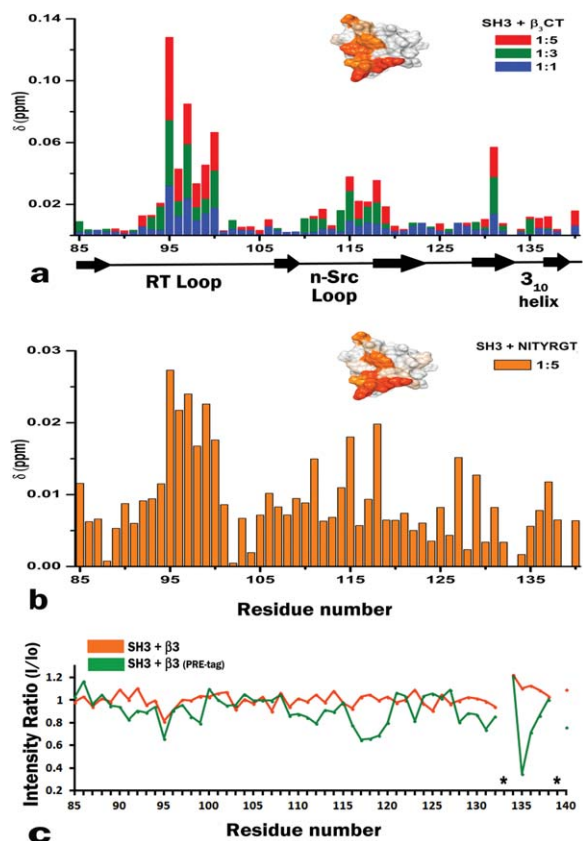 0.14
0.10
0.06
0.02
δ (ppm)
SH3 + β3CT
1:5
1:3
1:1
85 95 105 115 125 135
RT Loop
n-Src
Loop
310
helix
a
0.03
0.02
0.01
0.00
δ (ppm)
SH3 + NITYRGT
1:5
85 95 105 115 125 135
Residue number
b
SH3 + β3
SH3 + β3 (PRE-tag)
1.2
1
0.8
0.6
0.4
0.2
Intensity Ratio (I/Io)
* *
85 90 95 100 105 110 115 120 125 130 135 140
Residue number
c